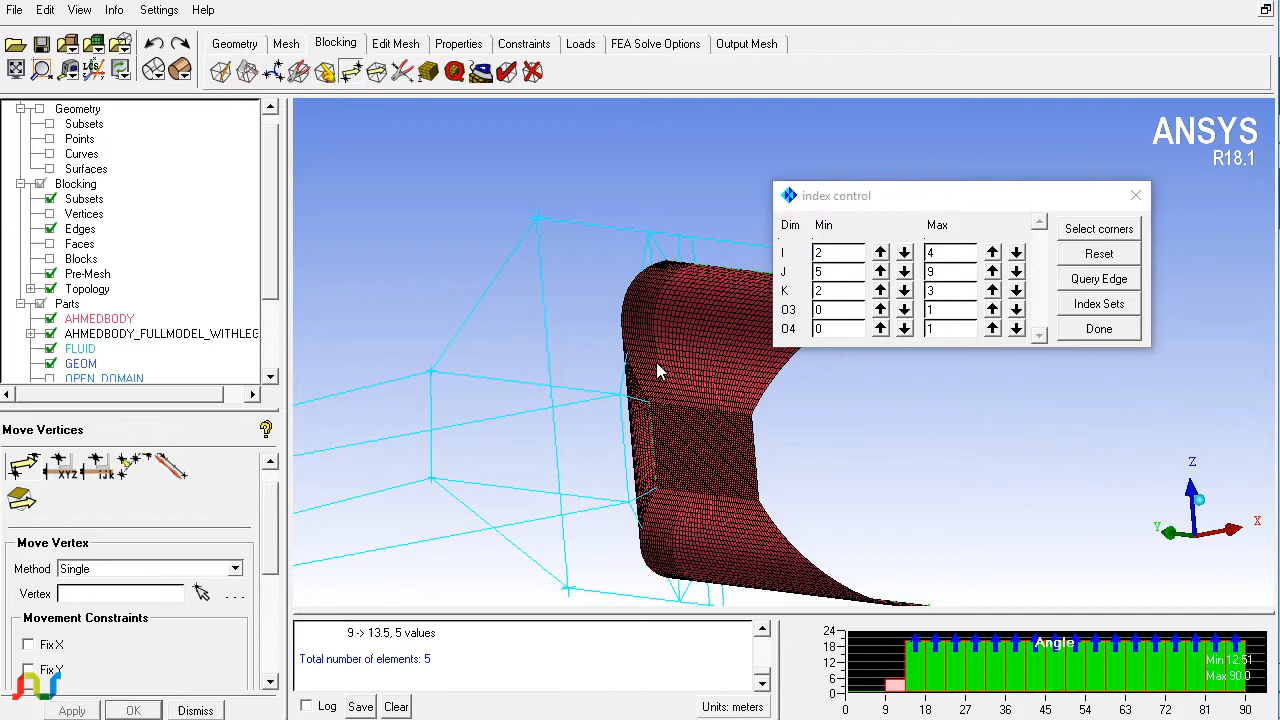 File Edit View Info Settings Help
Geometry Mesh Blocking Edit Mesh Properties Constraints Loads FEA Solve Options Output Mesh
LCS
Geometry
Subsets
Points
Curves
Surfaces
Blocking
Subsets
Vertices
Edges
Faces
Blocks
Pre-Mesh
Topology
Parts
AHMEDBODY
AHMEDBODY_FULLMODEL_WITHLEG
FLUID
GEOM
OPEN_DOMAIN
Move Vertices
XYZ ijk
Move Vertex
Method Single
Vertex
. . .
Movement Constraints
Fix X
Fix Y
Apply OK Dismiss
ANSYS
R18.1
index control
Dim Min Max Select corners
I 2 4 Reset
J 5 9
K 2 3 Query Edge
O3 0 1 Index Sets
O4 0 1 Done
Z
Y X
9 -> 13.5, 5 values
Total number of elements: 5
Log Save Clear Units: meters
24
18
12
6
0
Angle
Min 12.51
Max 90.0
0 9 18 27 36 45 54 63 72 81 90